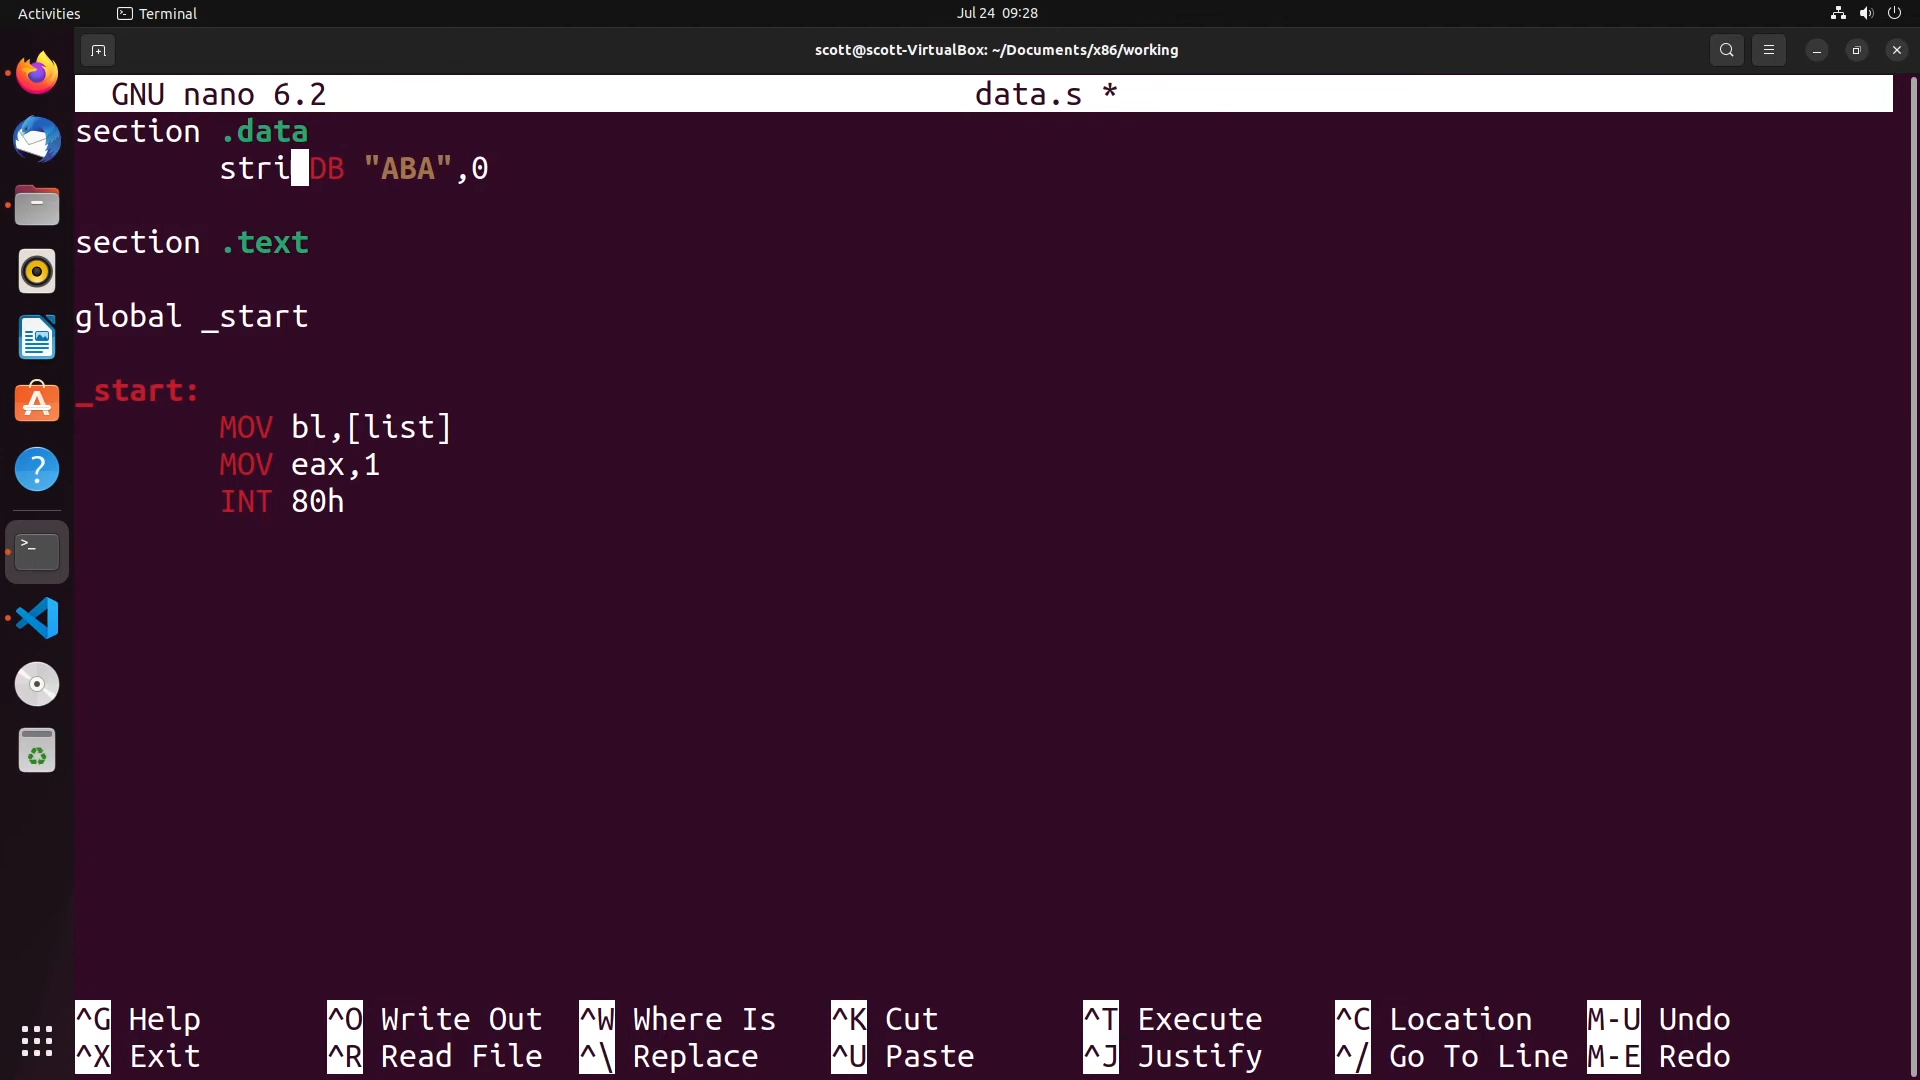 Activities Terminal Jul 24 09:28
scott@scott-VirtualBox: ~/Documents/x86/working
GNU nano 6.2 data.s *
section .data
        stri DB "ABA",0

section .text

global _start

_start:
        MOV bl,[list]
        MOV eax,1
        INT 80h

^G Help ^O Write Out ^W Where Is ^K Cut ^T Execute ^C Location M-U Undo
^X Exit ^R Read File ^\ Replace ^U Paste ^J Justify ^/ Go To Line M-E Redo